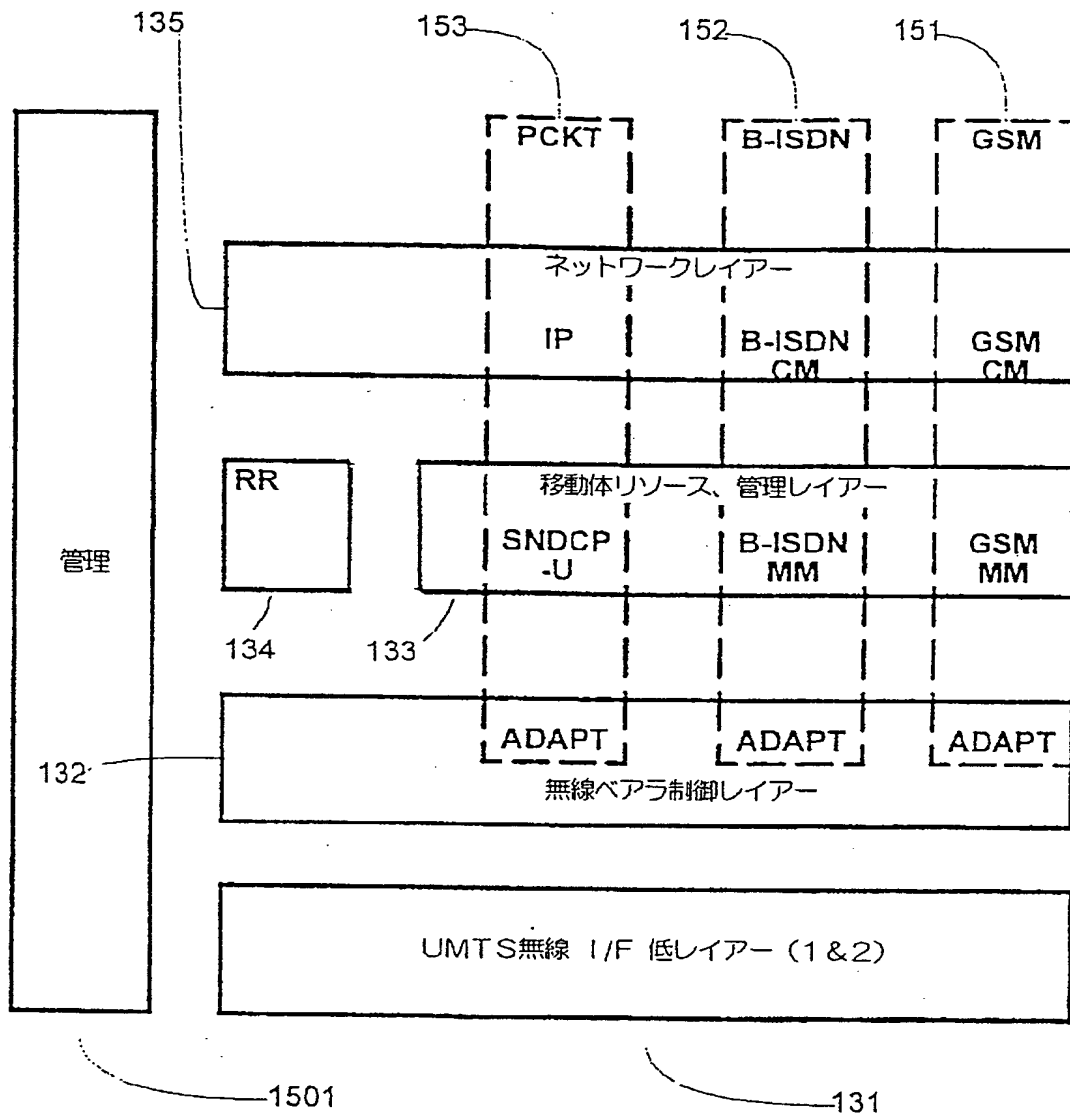 135
153
152
151
PCKT
B-ISDN
GSM
ネットワークレイアー
IP
B-ISDN
CM
GSM
CM
RR
移動体リソース、管理レイアー
管理
SNDCP
-U
B-ISDN
MM
GSM
MM
134
133
ADAPT
ADAPT
ADAPT
132
無線ベアラ制御レイアー
UMTS無線 I/F 低レイアー(1&2)
1501
131